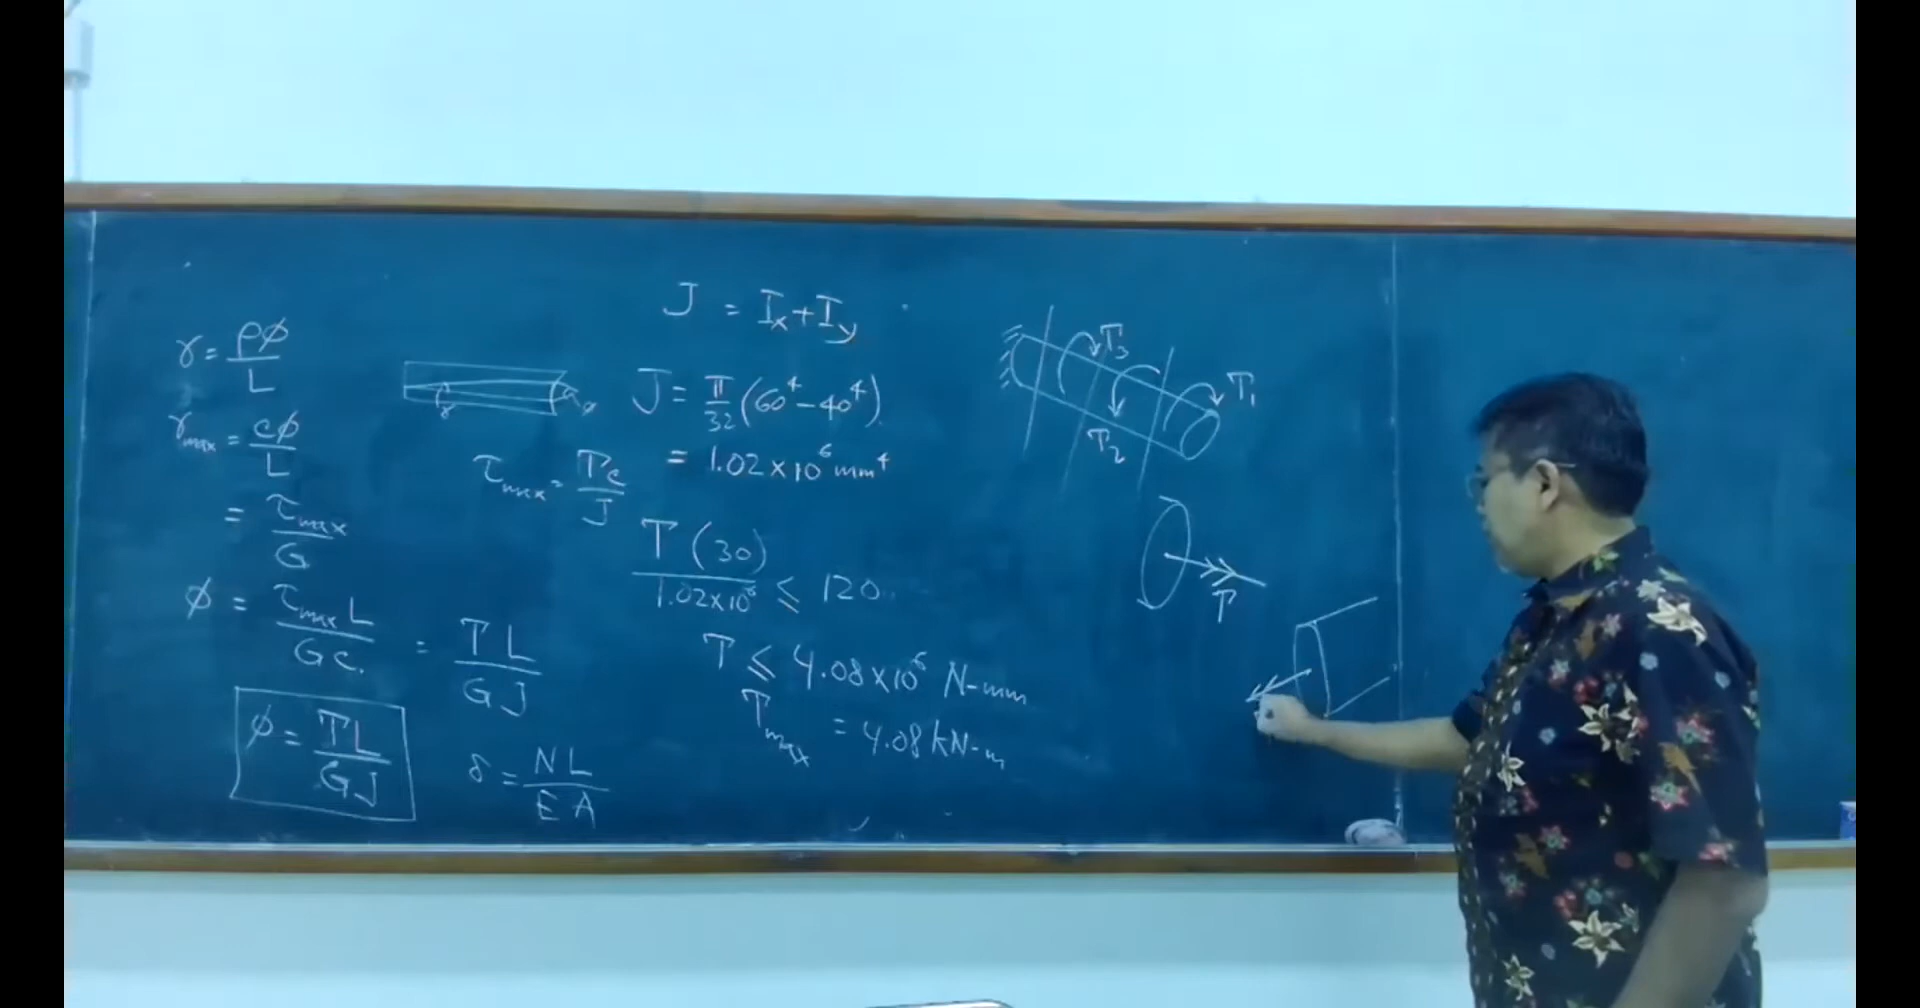 γ = ρφ/L
γmax = cφ/L
= τmax/G
φ = τmax L/Gc. = TL/GJ
φ = TL/GJ
δ = NL/EA
γ φ
τmax = Tc/J
J = Ix + Iy
J = π/32 (60⁴ - 40⁴)
= 1.02 × 10⁶ mm⁴
T(30)/1.02×10⁶ ≤ 120
T ≤ 4.08×10⁶ N-mm
Tmax = 4.08 kN-m
T3
T1
T2
T